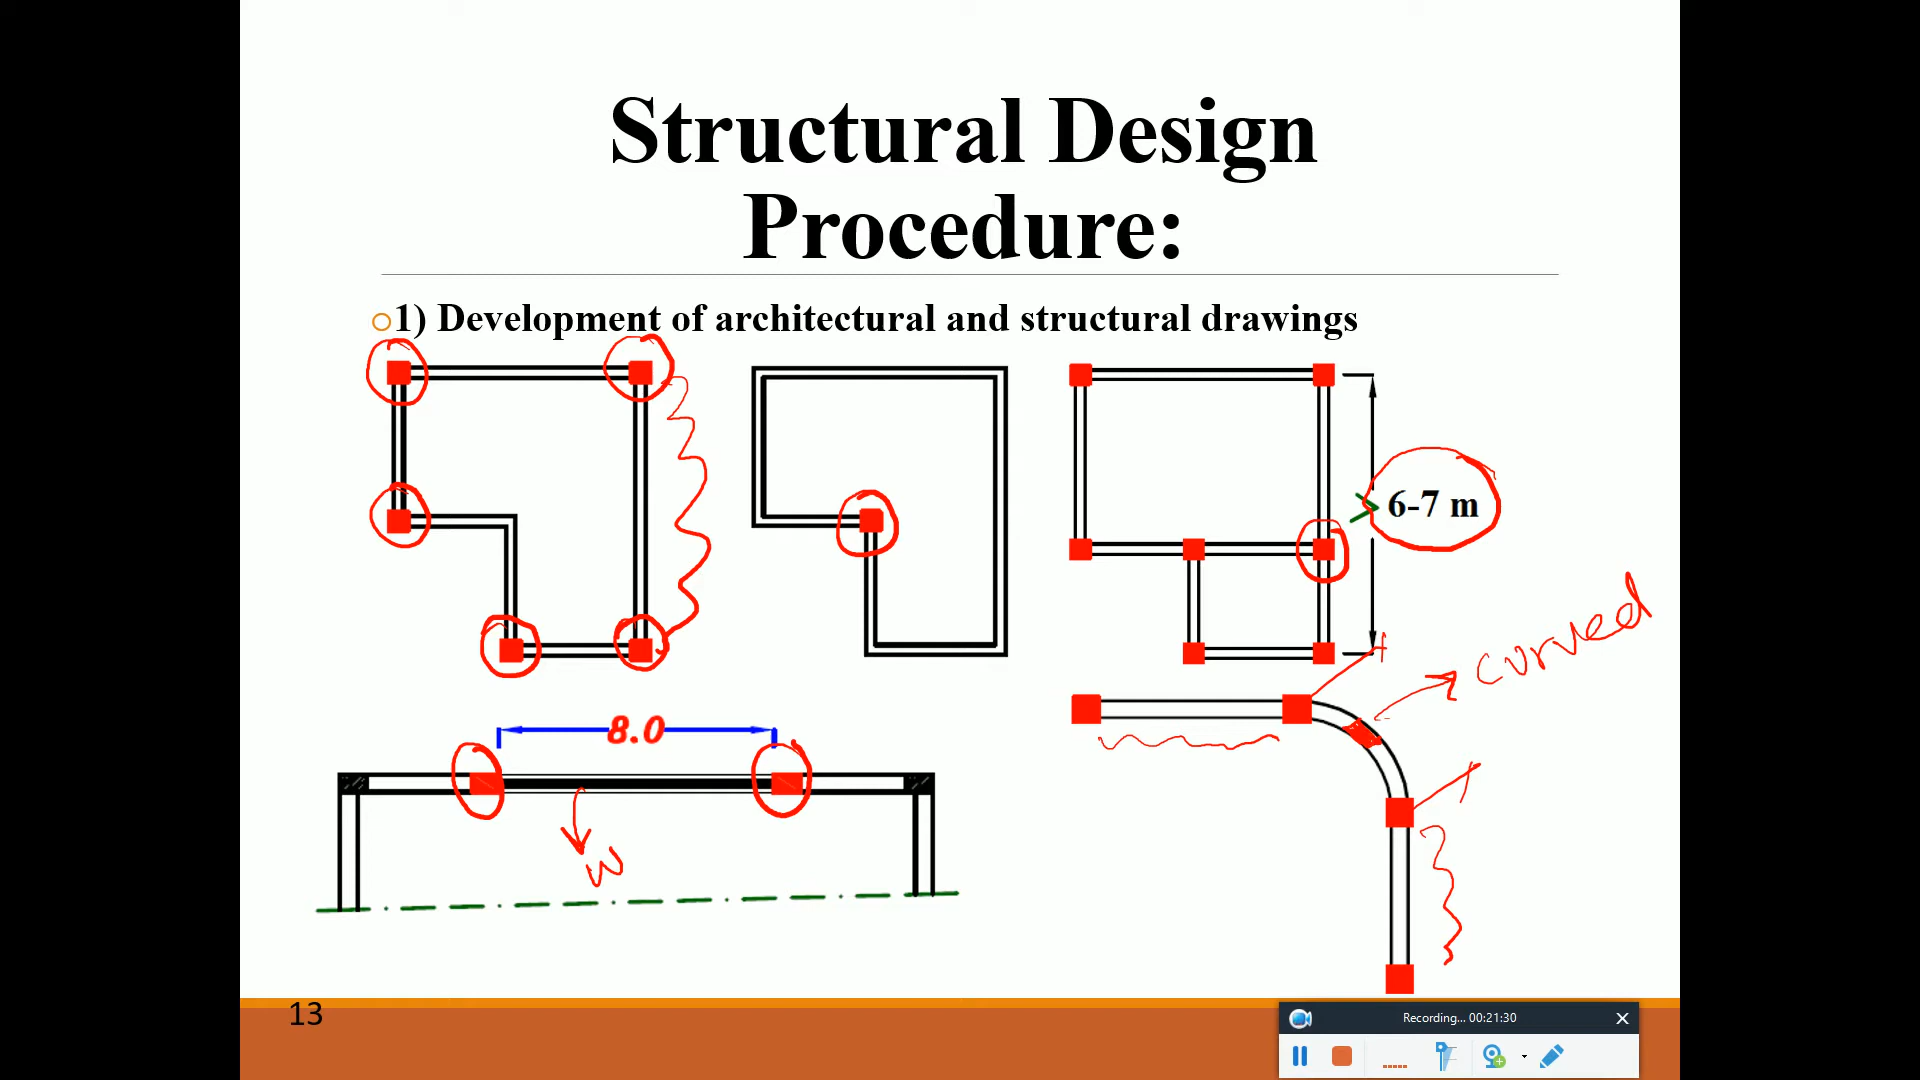 Structural Design
Procedure:
1) Development of architectural and structural drawings
6-7 m
curved
8.0
w
13
Recording... 00:21:30